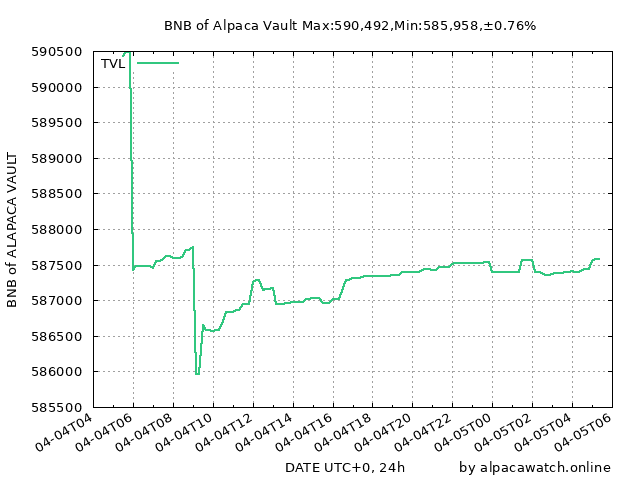 BNB of Alpaca Vault Max:590,492,Min:585,958,±0.76%
TVL
590500
590000
589500
589000
588500
588000
587500
587000
586500
586000
585500
BNB of ALAPACA VAULT
04-04T04
04-04T06
04-04T08
04-04T10
04-04T12
04-04T14
04-04T16
04-04T18
04-04T20
04-04T22
04-05T00
04-05T02
04-05T04
04-05T06
DATE UTC+0, 24h
by alpacawatch.online